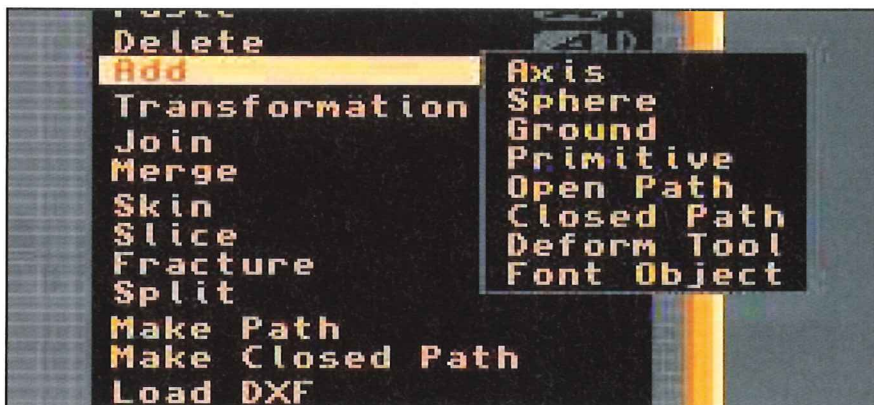 Delete
Add
Transformation
Join
Merge
Skin
Slice
Fracture
Split
Make Path
Make Closed Path
Load DXF
Axis
Sphere
Ground
Primitive
Open Path
Closed Path
Deform Tool
Font Object